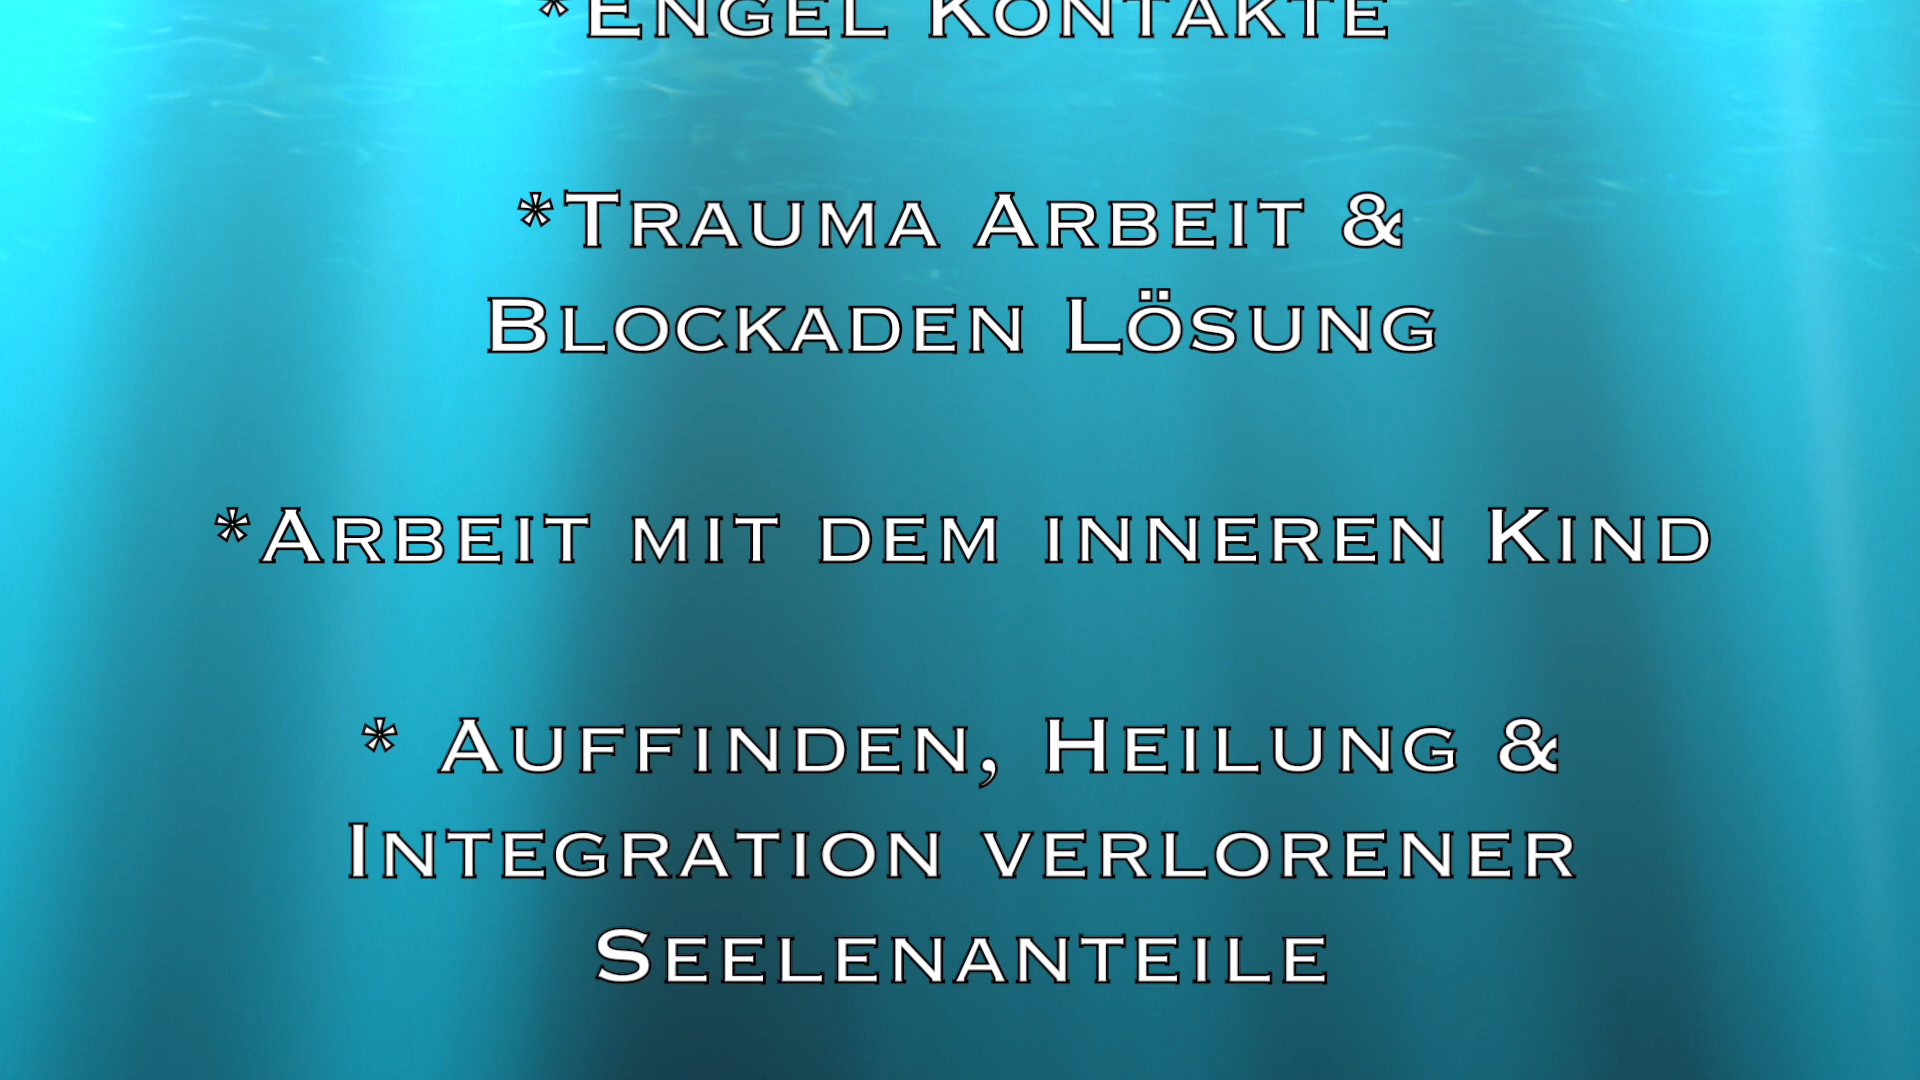 *Engel Kontakte
*Trauma Arbeit &
Blockaden Lösung
*Arbeit mit dem inneren Kind
* Auffinden, Heilung &
Integration verlorener
Seelenanteile